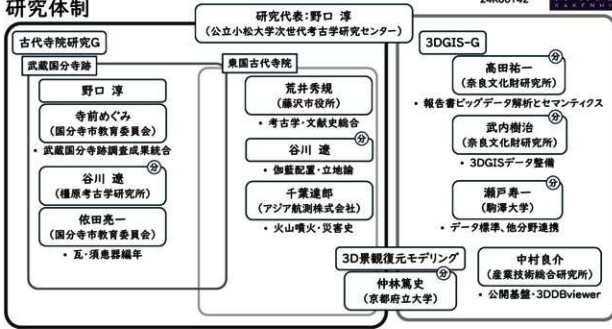 研究体制
24K00142
KAKENHI
研究代表:野口 淳
(公立小松大学次世代考古学研究センター)
古代寺院研究G
武蔵国分寺跡
野口 淳
寺前めぐみ
(国分寺市教育委員会)
• 武蔵国分寺跡調査成果統合
分
谷川 遼
(橿原考古学研究所)
依田亮一
(国分寺市教育委員会)
• 瓦・須恵器編年
東国古代寺院
荒井秀規
(藤沢市役所)
• 考古学・文献史総合
分
谷川 遼
• 伽藍配置・立地論
千葉達郎
(アジア航測株式会社)
• 火山噴火・災害史
3D景観復元モデリング
分
仲林篤史
(京都府立大学)
3DGIS-G
分
高田祐一
(奈良文化財研究所)
• 報告書ビッグデータ解析とセマンティクス
分
武内樹治
(奈良文化財研究所)
• 3DGISデータ整備
分
瀬戸寿一
(駒澤大学)
• データ標準、他分野連携
中村良介
(産業技術総合研究所)
• 公開基盤・3DDBviewer